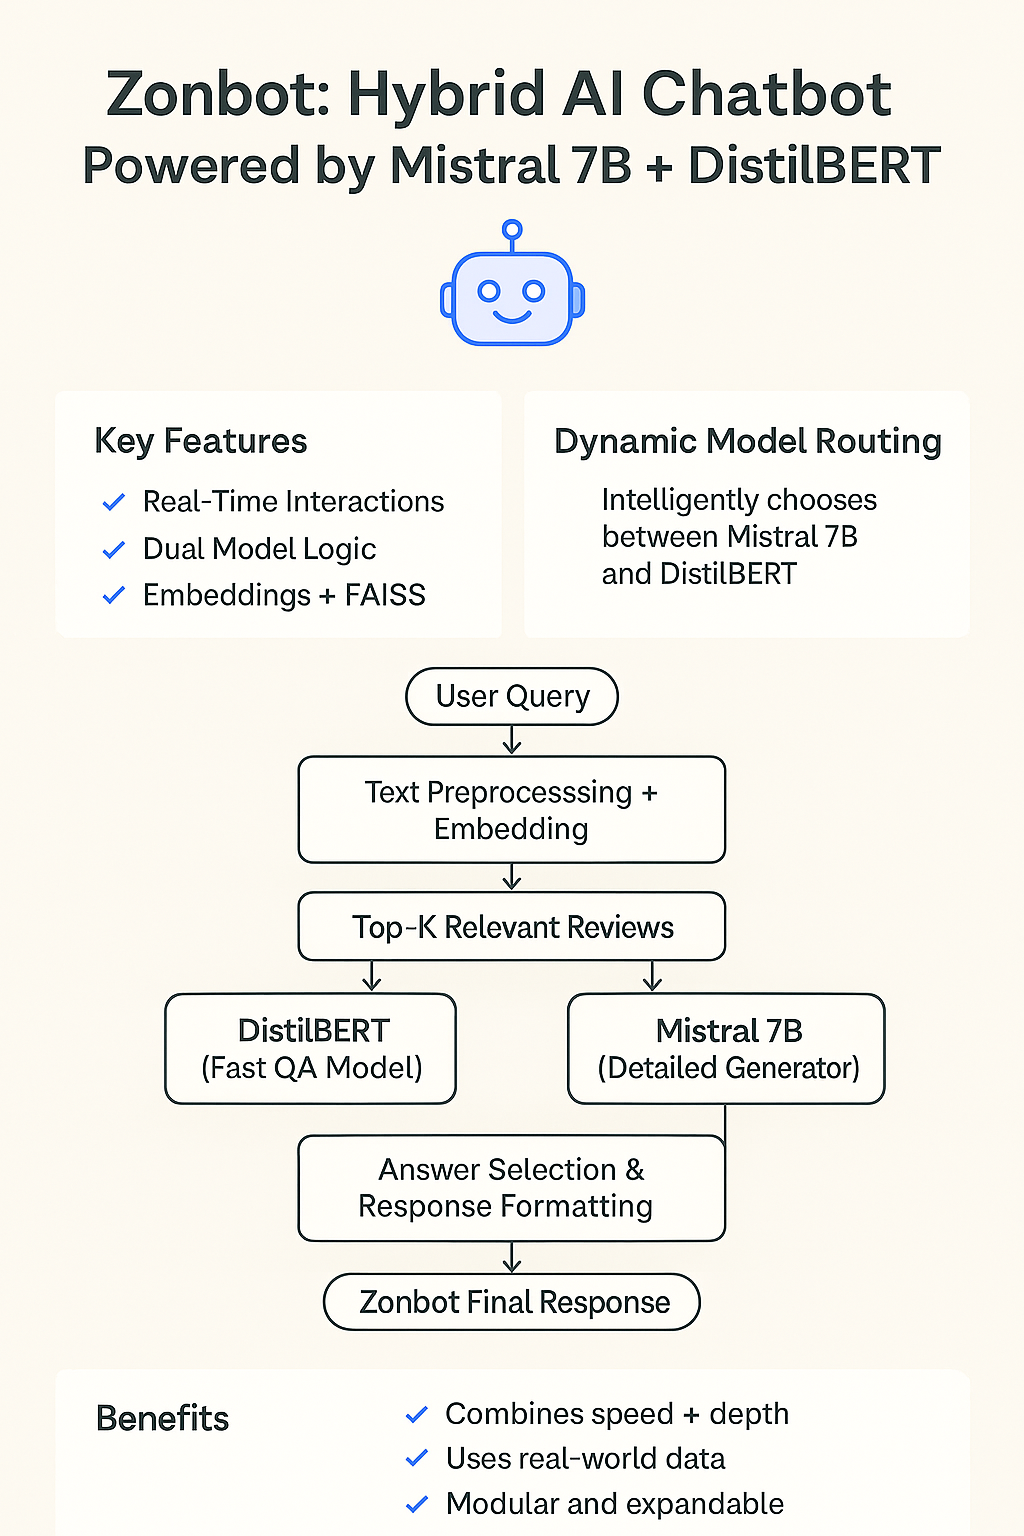 Zonbot: Hybrid AI Chatbot
Powered by Mistral 7B + DistilBERT
Key Features
Real-Time Interactions
Dual Model Logic
Embeddings + FAISS
Dynamic Model Routing
Intelligently chooses
between Mistral 7B
and DistilBERT
User Query
Text Preprocesssing +
Embedding
Top-K Relevant Reviews
DistilBERT
(Fast QA Model)
Mistral 7B
(Detailed Generator)
Answer Selection &
Response Formatting
Zonbot Final Response
Benefits
Combines speed + depth
Uses real-world data
Modular and expandable